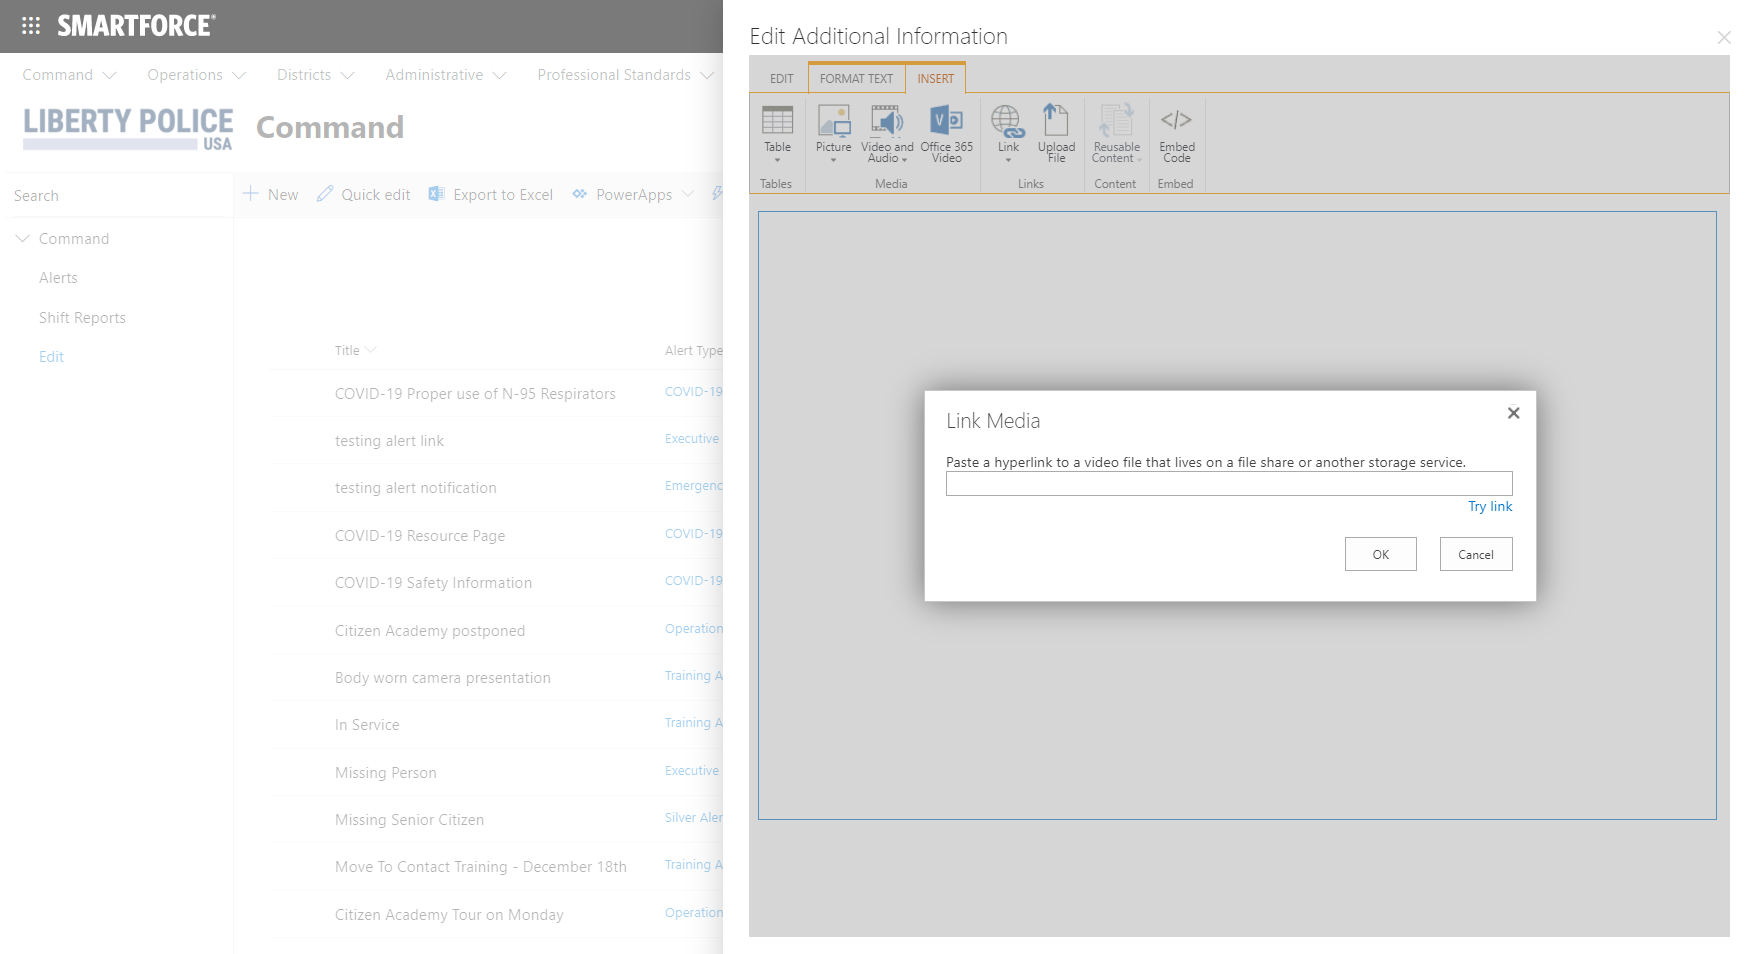 SMARTFORCE®
Command Operations Districts Administrative Professional Standards
LIBERTY POLICE
USA
Command
Search
New Quick edit Export to Excel PowerApps
Command
Alerts
Shift Reports
Edit
Title Alert Type
COVID-19 Proper use of N-95 Respirators COVID-19
testing alert link Executive
testing alert notification Emergenc
COVID-19 Resource Page COVID-19
COVID-19 Safety Information COVID-19
Citizen Academy postponed Operation
Body worn camera presentation Training A
In Service Training A
Missing Person Executive
Missing Senior Citizen Silver Aler
Move To Contact Training - December 18th Training A
Citizen Academy Tour on Monday Operation
Edit Additional Information
EDIT FORMAT TEXT INSERT
Table Picture Video and Office 365 Link Upload Reusable Embed
Audio Video File Content Code
Tables Media Links Content Embed
Link Media
Paste a hyperlink to a video file that lives on a file share or another storage service.
Try link
OK Cancel